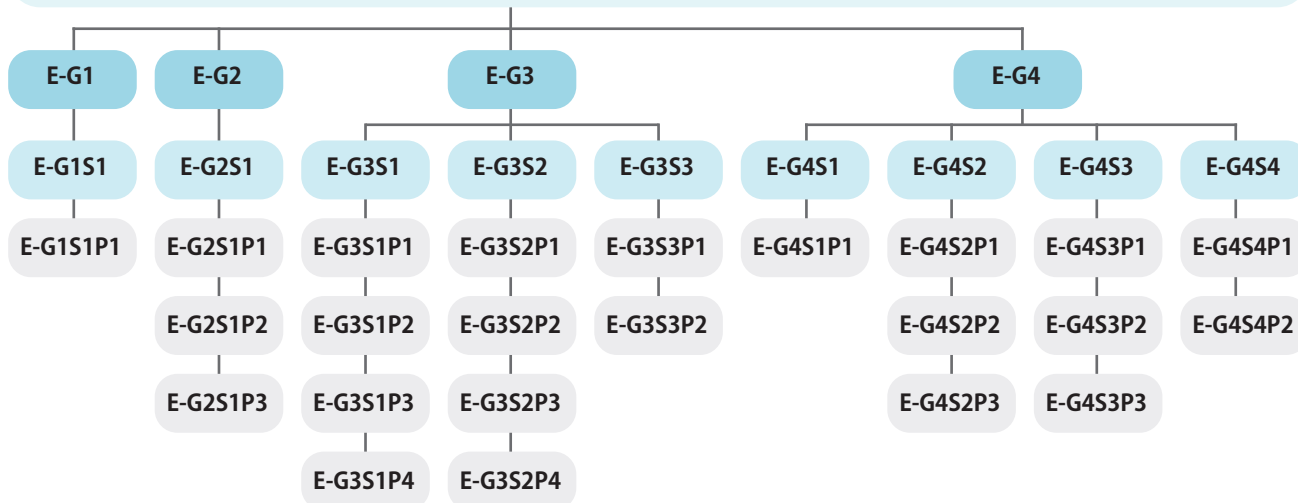 E-G1 E-G2 E-G3 E-G4
E-G1S1 E-G2S1 E-G3S1 E-G3S2 E-G3S3 E-G4S1 E-G4S2 E-G4S3 E-G4S4
E-G1S1P1 E-G2S1P1 E-G3S1P1 E-G3S2P1 E-G3S3P1 E-G4S1P1 E-G4S2P1 E-G4S3P1 E-G4S4P1
E-G2S1P2 E-G3S1P2 E-G3S2P2 E-G3S3P2 E-G4S2P2 E-G4S3P2 E-G4S4P2
E-G2S1P3 E-G3S1P3 E-G3S2P3 E-G4S2P3 E-G4S3P3
E-G3S1P4 E-G3S2P4